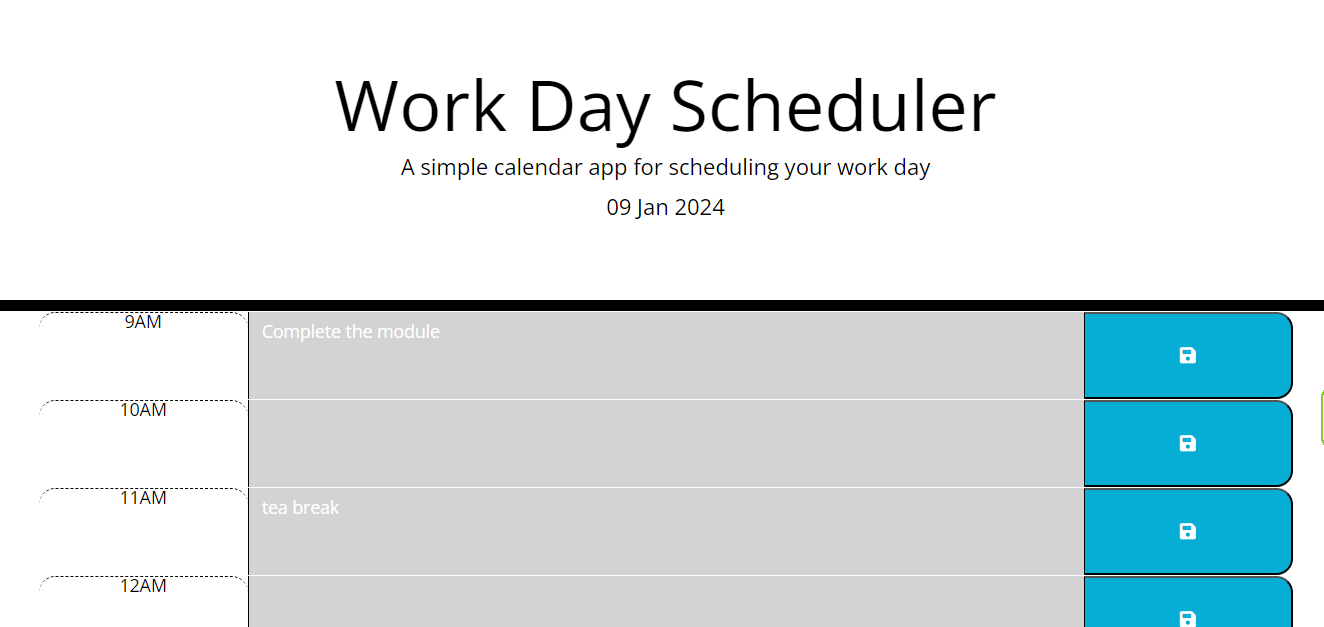 Work Day Scheduler
A simple calendar app for scheduling your work day
09 Jan 2024
9AM
Complete the module
10AM
11AM
tea break
12AM